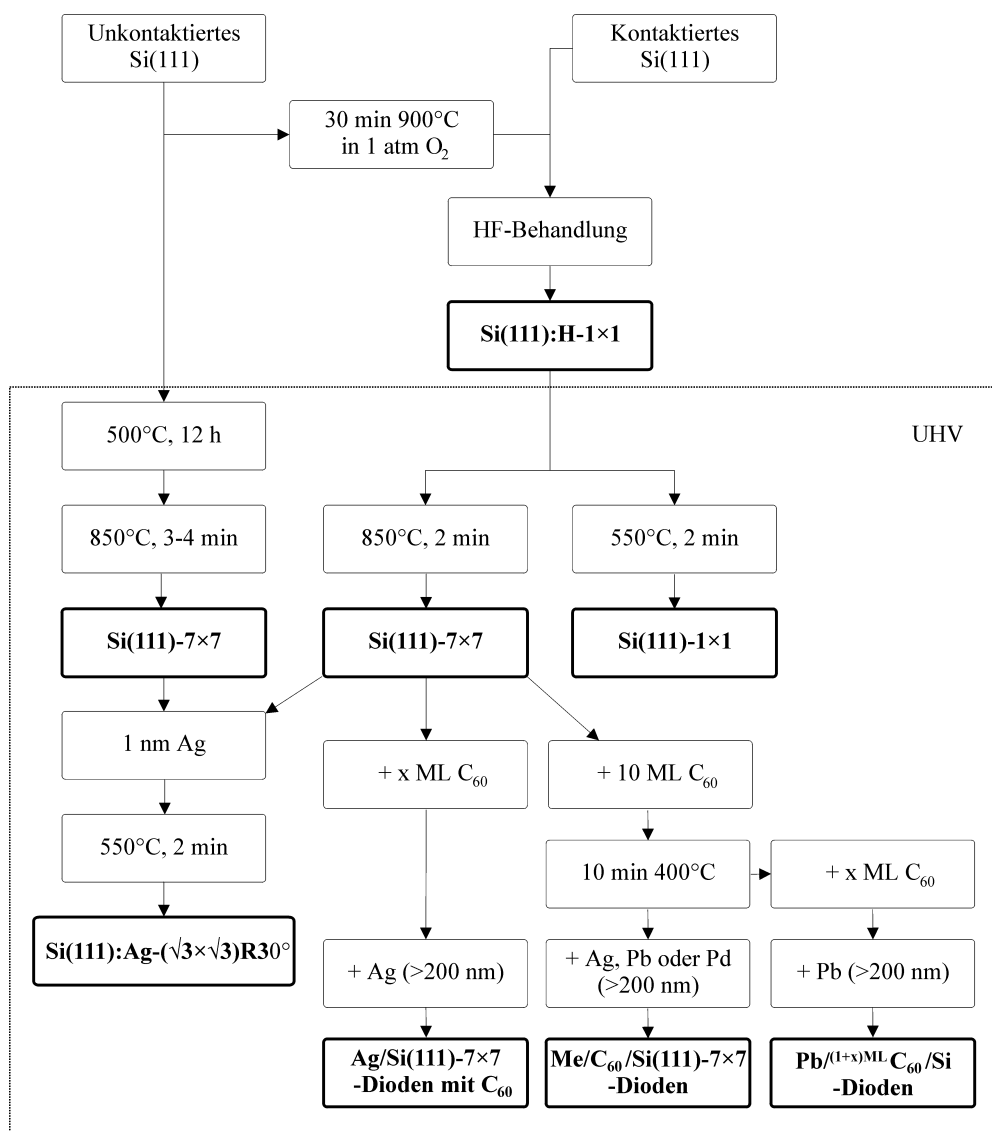 Unkontaktiertes
Si(111)
Kontaktiertes
Si(111)
30 min 900°C
in 1 atm O₂
HF-Behandlung
Si(111):H-1×1
UHV
500°C, 12 h
850°C, 3-4 min
850°C, 2 min
550°C, 2 min
Si(111)-7×7
Si(111)-7×7
Si(111)-1×1
1 nm Ag
+ x ML C₆₀
+ 10 ML C₆₀
550°C, 2 min
10 min 400°C
+ x ML C₆₀
Si(111):Ag-(√3×√3)R30°
+ Ag (>200 nm)
+ Ag, Pb oder Pd
(>200 nm)
+ Pb (>200 nm)
Ag/Si(111)-7×7
-Dioden mit C₆₀
Me/C₆₀/Si(111)-7×7
-Dioden
Pb/⁽¹⁺ˣ⁾ᴹᴸC₆₀/Si
-Dioden